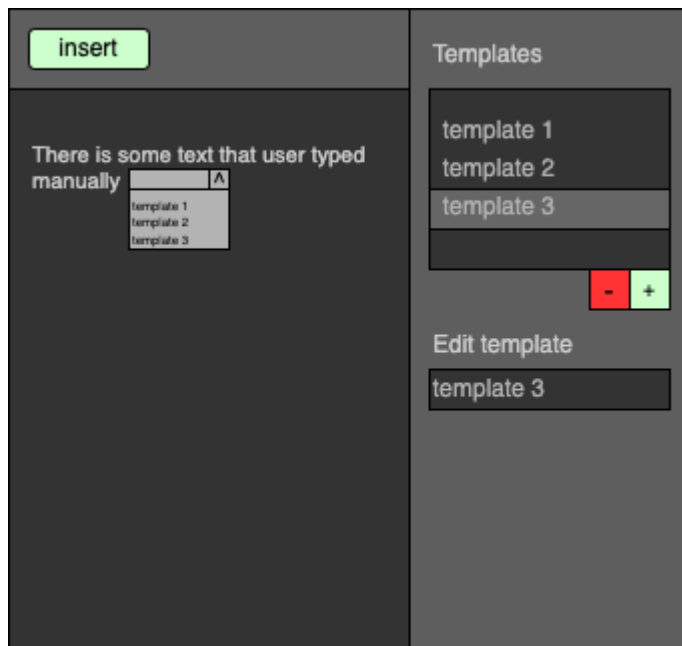 insert
There is some text that user typed
manually ^
template 1
template 2
template 3
Templates
template 1
template 2
template 3
- +
Edit template
template 3